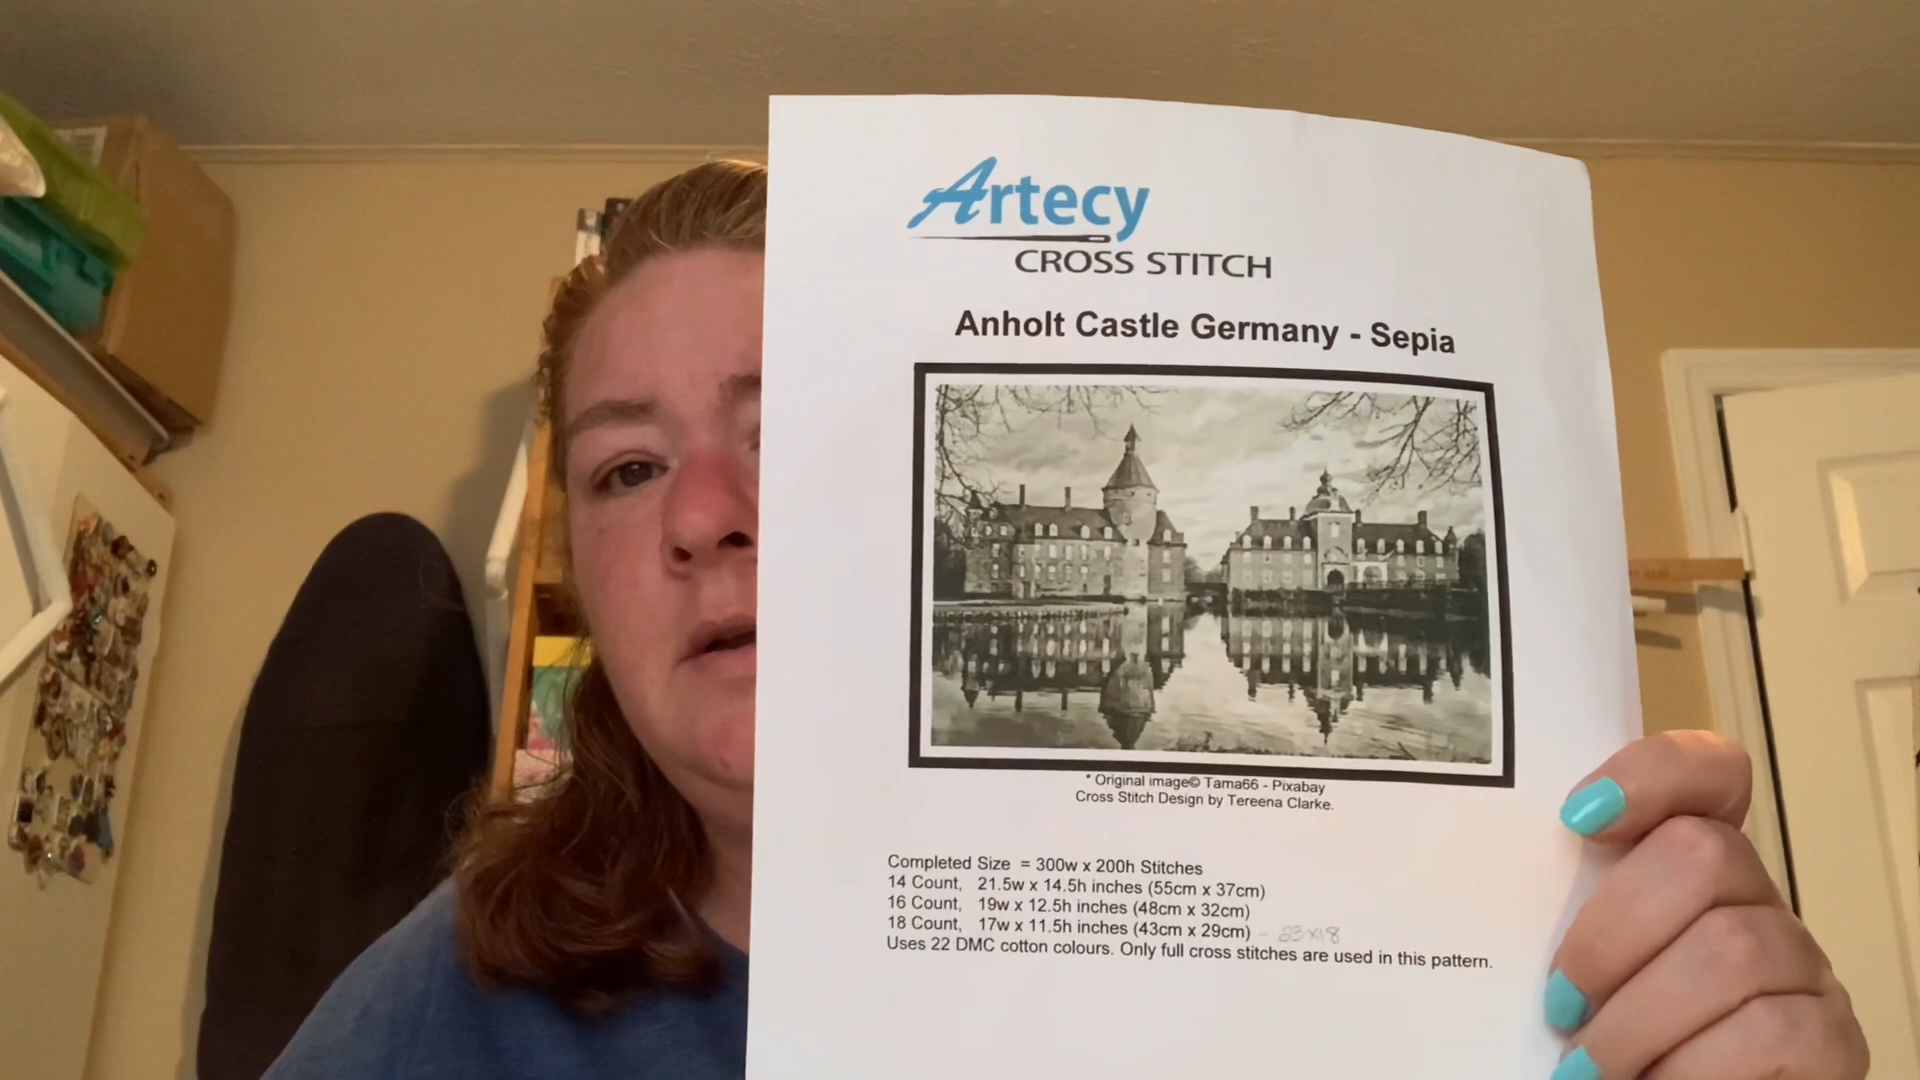 Artecy
CROSS STITCH
Anholt Castle Germany - Sepia
* Original image© Tama66 - Pixabay
Cross Stitch Design by Tereena Clarke.
Completed Size = 300w x 200h Stitches
14 Count, 21.5w x 14.5h inches (55cm x 37cm)
16 Count, 19w x 12.5h inches (48cm x 32cm)
18 Count, 17w x 11.5h inches (43cm x 29cm) - 23x18
Uses 22 DMC cotton colours. Only full cross stitches are used in this pattern.